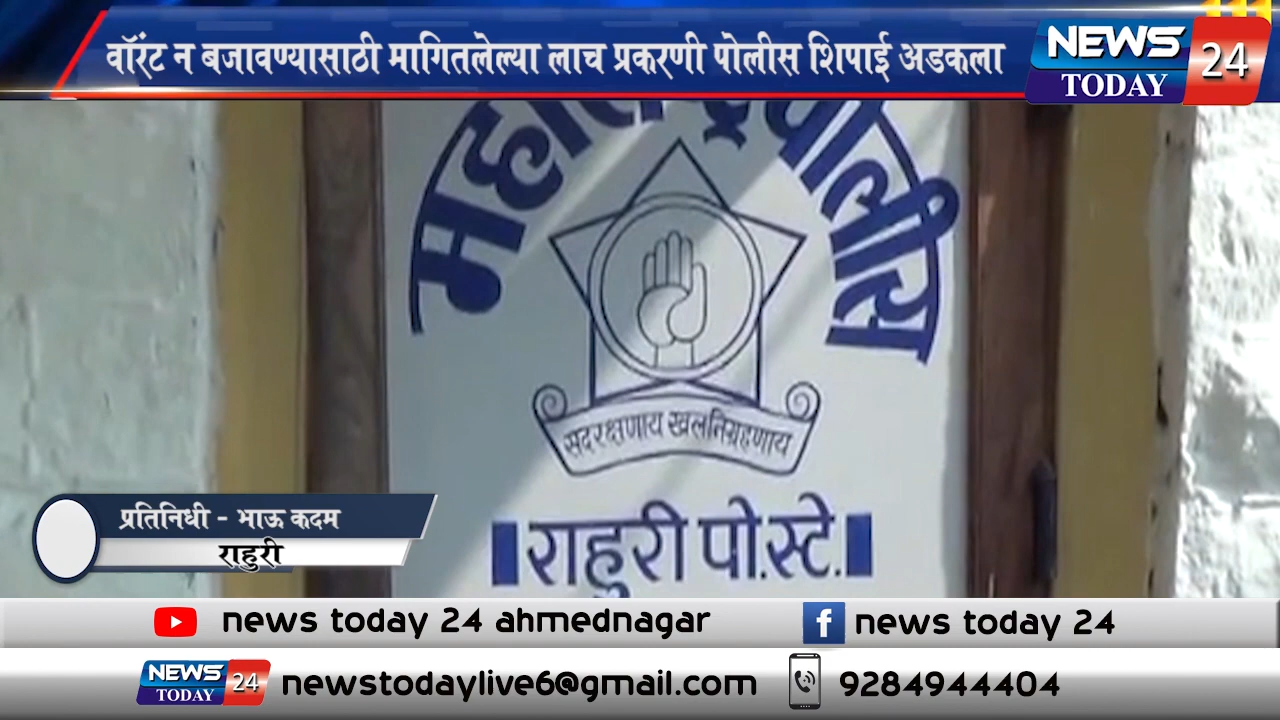 वॉरंट न बजावण्यासाठी मागितलेल्या लाच प्रकरणी पोलीस शिपाई अडकला
NEWS
TODAY 24
पोलीस
सदरक्षणाय खलनिग्रहणाय
राहुरी पो.स्टे.
प्रतिनिधी - भाऊ कदम
राहुरी
news today 24 ahmednagar
news today 24
NEWS
TODAY 24
newstodaylive6@gmail.com
9284944404